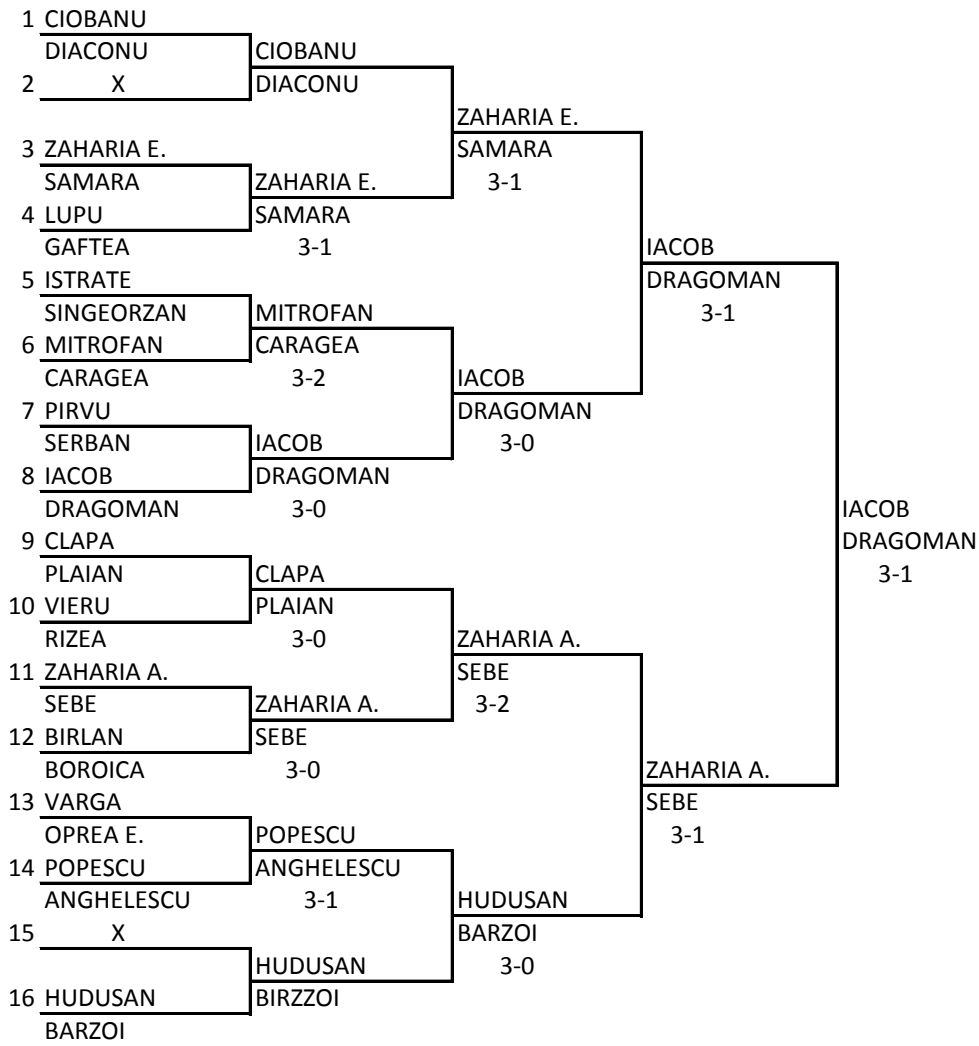 1 CIOBANU
DIACONU CIOBANU
2 X DIACONU
ZAHARIA E.
3 ZAHARIA E. SAMARA
SAMARA ZAHARIA E. 3-1
4 LUPU SAMARA
GAFTEA 3-1 IACOB
5 ISTRATE DRAGOMAN
SINGEORZAN MITROFAN 3-1
6 MITROFAN CARAGEA
CARAGEA 3-2 IACOB
7 PIRVU DRAGOMAN
SERBAN IACOB 3-0
8 IACOB DRAGOMAN
DRAGOMAN 3-0 IACOB
9 CLAPA DRAGOMAN
PLAIAN CLAPA 3-1
10 VIERU PLAIAN
RIZEA 3-0 ZAHARIA A.
11 ZAHARIA A. SEBE
SEBE ZAHARIA A. 3-2
12 BIRLAN SEBE
BOROICA 3-0 ZAHARIA A.
13 VARGA SEBE
OPREA E. POPESCU 3-1
14 POPESCU ANGHELESCU
ANGHELESCU 3-1 HUDUSAN
15 X BARZOI
HUDUSAN 3-0
16 HUDUSAN BIRZZOI
BARZOI